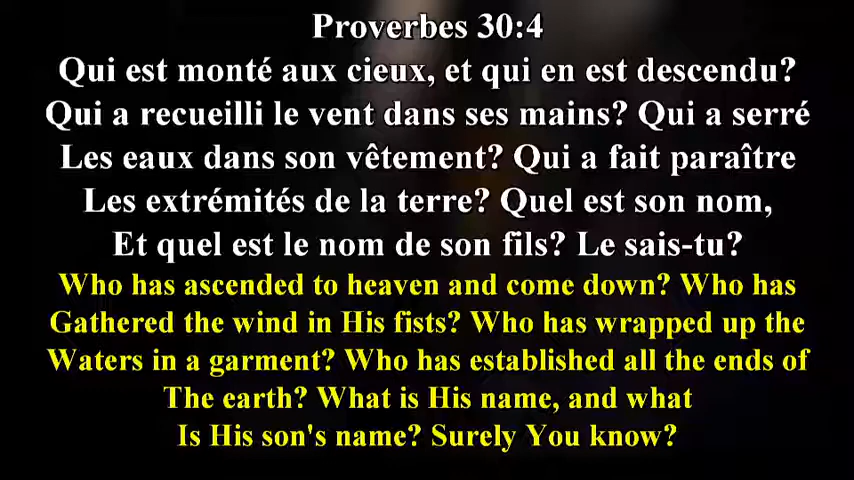 Proverbes 30:4
Qui est monté aux cieux, et qui en est descendu?
Qui a recueilli le vent dans ses mains? Qui a serré
Les eaux dans son vêtement? Qui a fait paraître
Les extrémités de la terre? Quel est son nom,
Et quel est le nom de son fils? Le sais-tu?
Who has ascended to heaven and come down? Who has
Gathered the wind in His fists? Who has wrapped up the
Waters in a garment? Who has established all the ends of
The earth? What is His name, and what
Is His son's name? Surely You know?